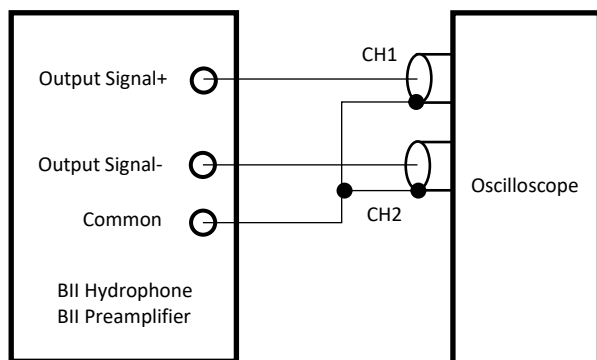 CH1
Output Signal+
Output Signal-
Oscilloscope
Common
CH2
BII Hydrophone
BII Preamplifier